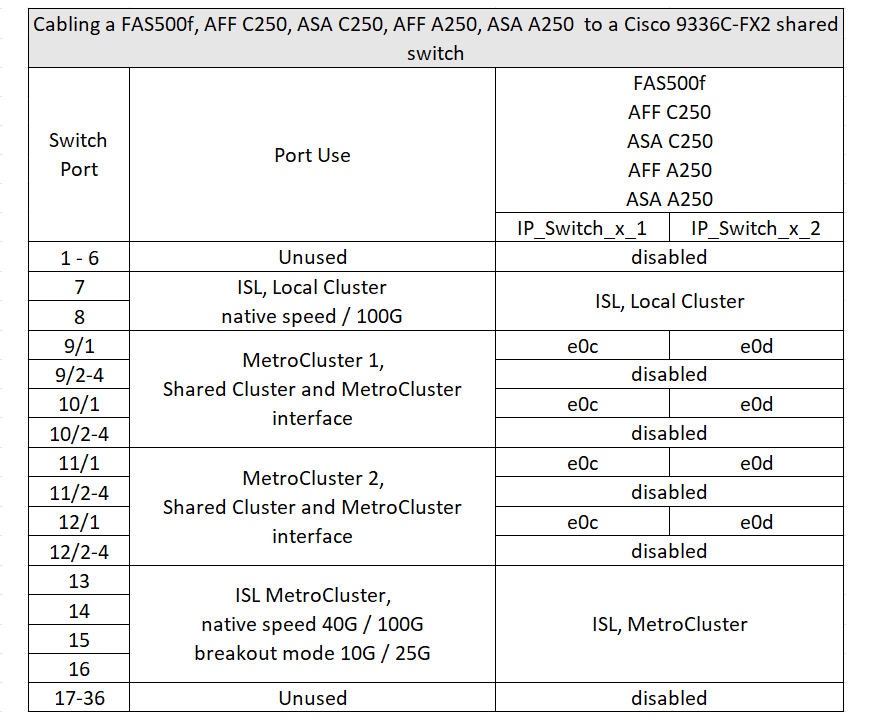 Cabling a FAS500f, AFF C250, ASA C250, AFF A250, ASA A250 to a Cisco 9336C-FX2 shared
switch
Switch
Port
Port Use
FAS500f
AFF C250
ASA C250
AFF A250
ASA A250
IP_Switch_x_1 IP_Switch_x_2
1 - 6 Unused disabled
7
8
ISL, Local Cluster
native speed / 100G
ISL, Local Cluster
9/1
9/2-4
10/1
10/2-4
MetroCluster 1,
Shared Cluster and MetroCluster
interface
e0c e0d
disabled
e0c e0d
disabled
11/1
11/2-4
12/1
12/2-4
MetroCluster 2,
Shared Cluster and MetroCluster
interface
e0c e0d
disabled
e0c e0d
disabled
13
14
15
16
ISL MetroCluster,
native speed 40G / 100G
breakout mode 10G / 25G
ISL, MetroCluster
17-36 Unused disabled